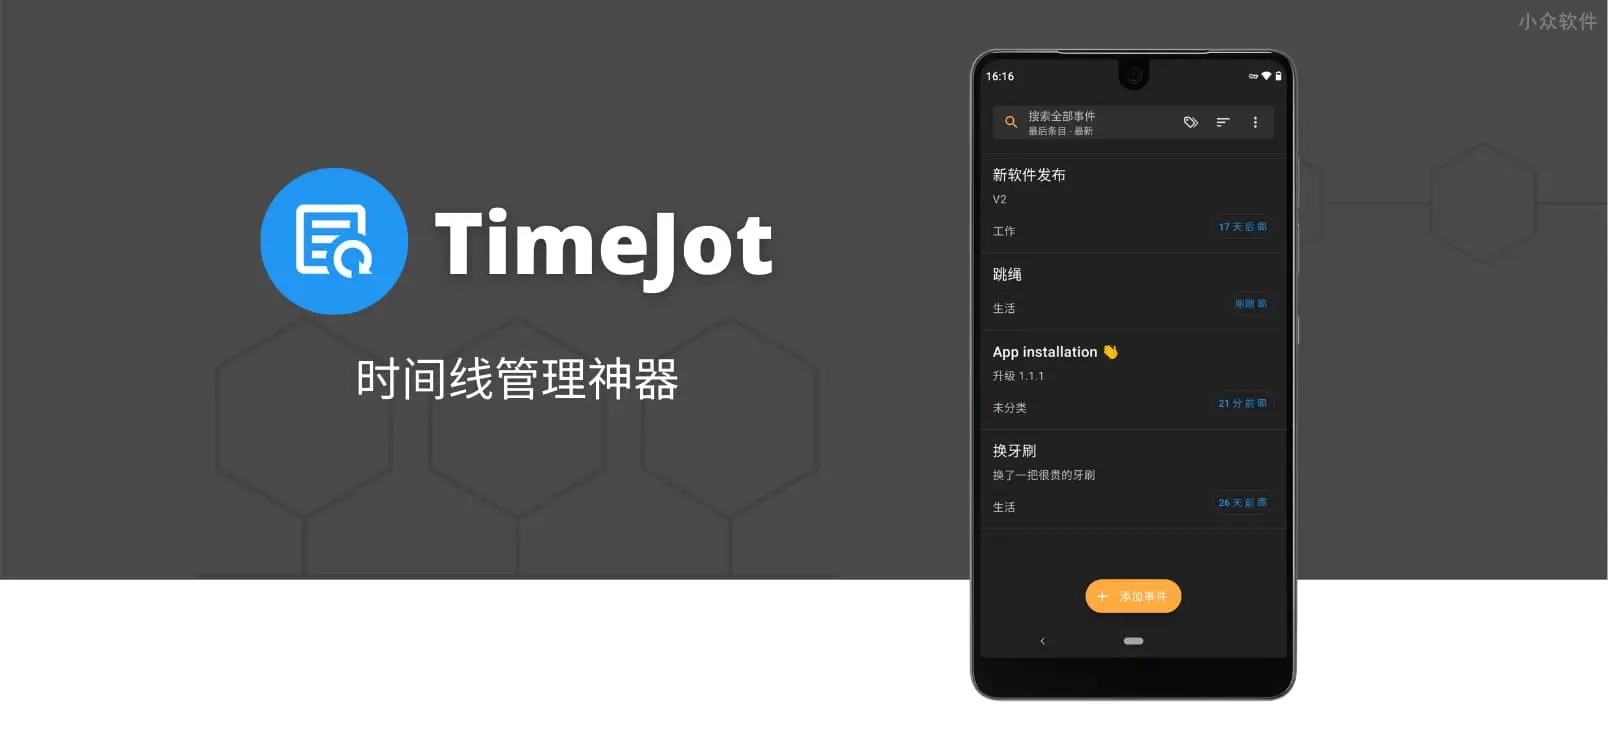 小众软件
TimeJot
时间线管理神器
16:16
搜索全部事件
最后条目 - 最新
新软件发布
V2
工作
17 天后
跳绳
生活
刚刚
App installation 👏
升级 1.1.1
未分类
21 分前
换牙刷
换了一把很贵的牙刷
生活
26 天前
+ 添加事件